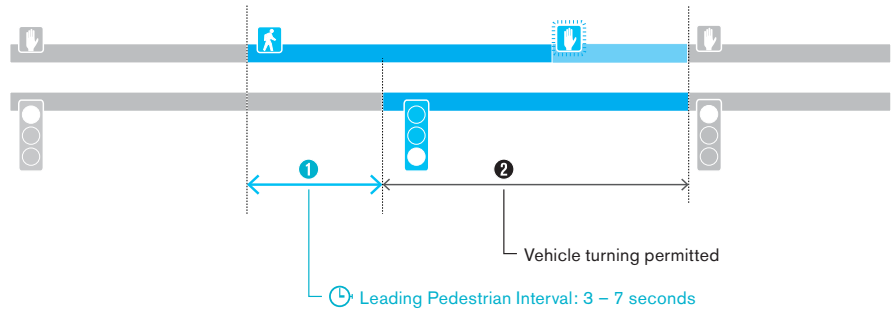 1
2
Vehicle turning permitted
Leading Pedestrian Interval: 3 – 7 seconds